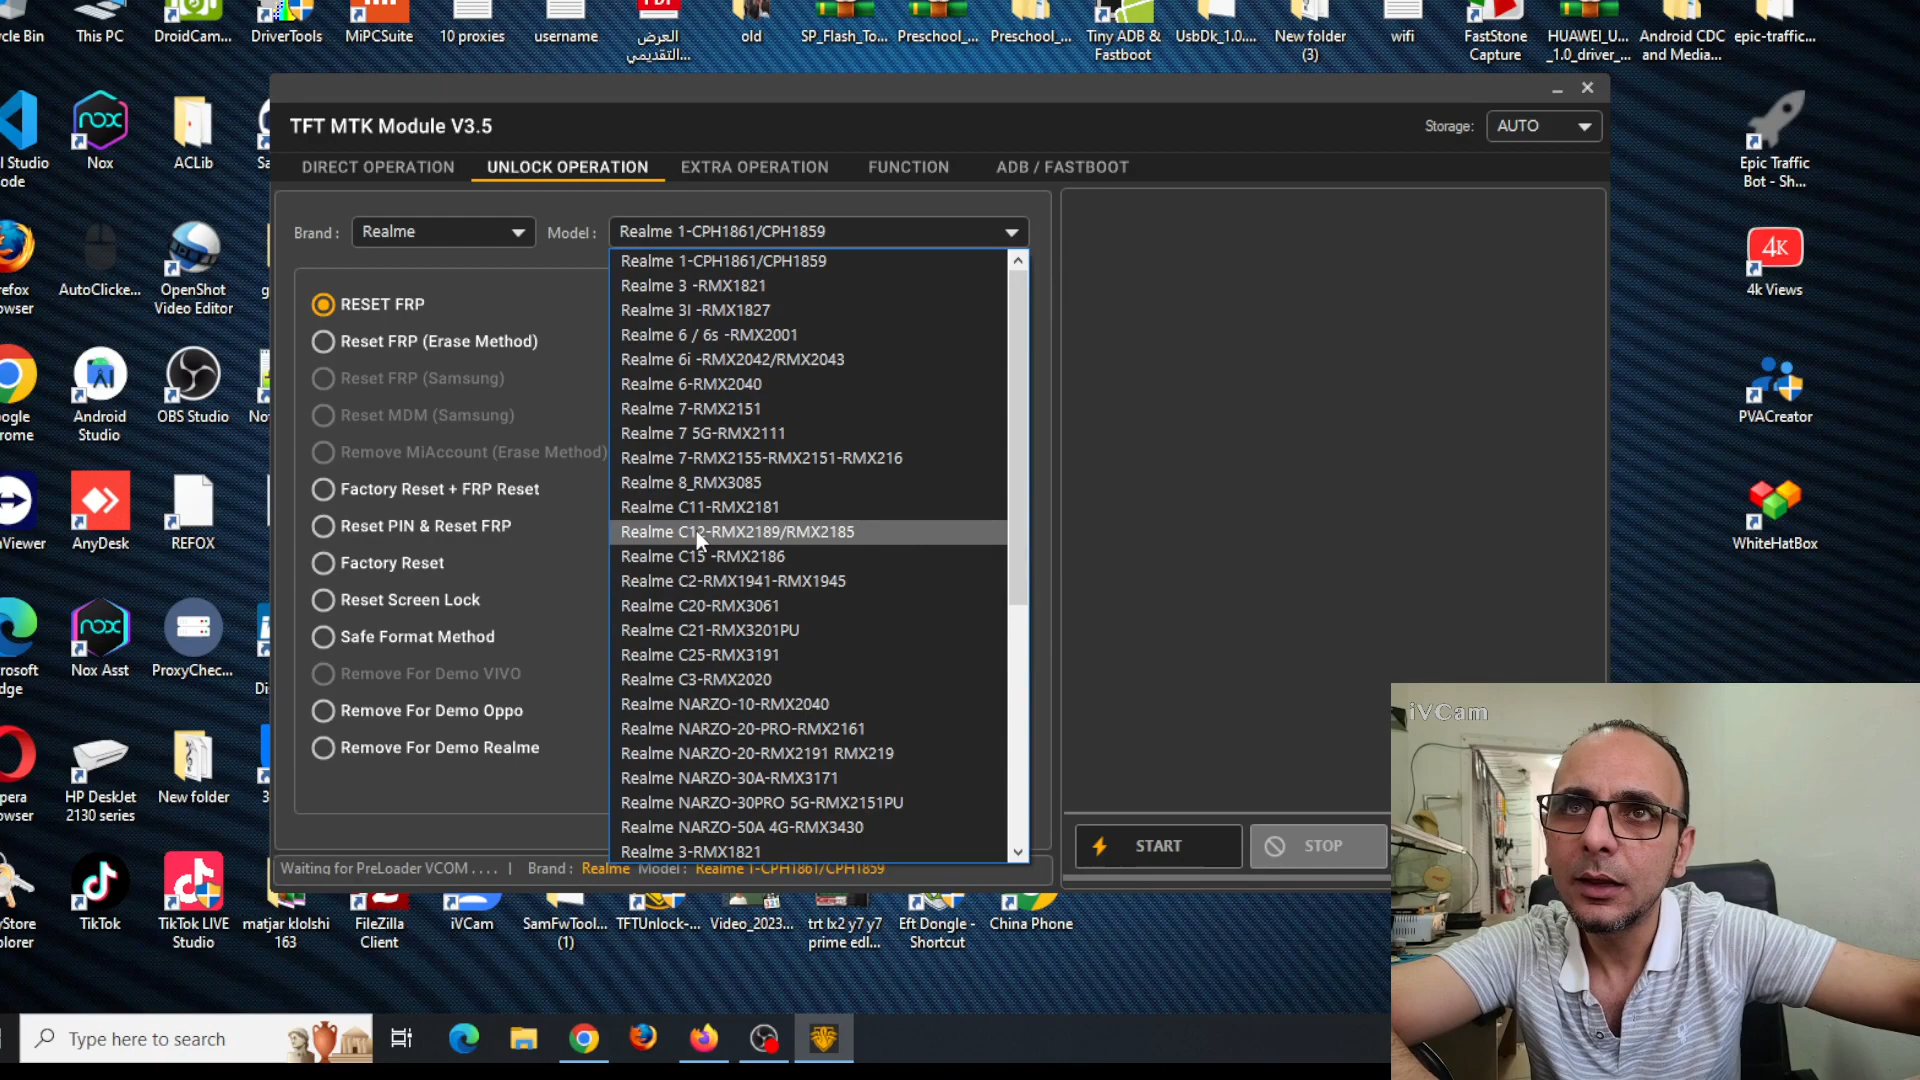 cle Bin
This PC
DroidCam...
DriverTools
MiPCSuite
10 proxies
username
العرض
التقديمي...
old
SP_Flash_To...
Preschool_...
Preschool_...
Tiny ADB &
Fastboot
UsbDk_1.0....
New folder
(3)
wifi
FastStone
Capture
HUAWEI_U...
_1.0_driver_...
Android CDC
and Media...
epic-traffic...
TFT MTK Module V3.5
Storage:
AUTO
DIRECT OPERATION
UNLOCK OPERATION
EXTRA OPERATION
FUNCTION
ADB / FASTBOOT
Brand :
Realme
Model :
Realme 1-CPH1861/CPH1859
RESET FRP
Reset FRP (Erase Method)
Reset FRP (Samsung)
Reset MDM (Samsung)
Remove MiAccount (Erase Method)
Factory Reset + FRP Reset
Reset PIN & Reset FRP
Factory Reset
Reset Screen Lock
Safe Format Method
Remove For Demo VIVO
Remove For Demo Oppo
Remove For Demo Realme
Realme 1-CPH1861/CPH1859
Realme 3 -RMX1821
Realme 3I -RMX1827
Realme 6 / 6s -RMX2001
Realme 6i -RMX2042/RMX2043
Realme 6-RMX2040
Realme 7-RMX2151
Realme 7 5G-RMX2111
Realme 7-RMX2155-RMX2151-RMX216
Realme 8_RMX3085
Realme C11-RMX2181
Realme C12-RMX2189/RMX2185
Realme C15 -RMX2186
Realme C2-RMX1941-RMX1945
Realme C20-RMX3061
Realme C21-RMX3201PU
Realme C25-RMX3191
Realme C3-RMX2020
Realme NARZO-10-RMX2040
Realme NARZO-20-PRO-RMX2161
Realme NARZO-20-RMX2191 RMX219
Realme NARZO-30A-RMX3171
Realme NARZO-30PRO 5G-RMX2151PU
Realme NARZO-50A 4G-RMX3430
Realme 3-RMX1821
START
STOP
Waiting for PreLoader VCOM . . . . | Brand : Realme Model : Realme 1-CPH1861/CPH1859
iVCam
l Studio
ode
Nox
ACLib
Sa
refox
wser
AutoClicke...
OpenShot
Video Editor
g
ogle
rome
Android
Studio
OBS Studio
No
Viewer
AnyDesk
REFOX
rosoft
dge
Nox Asst
ProxyChec...
Di
pera
wser
HP DeskJet
2130 series
New folder
3
yStore
plorer
TikTok
TikTok LIVE
Studio
matjar klolshi
163
FileZilla
Client
iVCam
SamFwTool...
(1)
TFTUnlock-...
Video_2023...
trt lx2 y7 y7
prime edl...
Eft Dongle -
Shortcut
China Phone
Epic Traffic
Bot - Sh...
4K
4k Views
PVACreator
WhiteHatBox
Type here to search